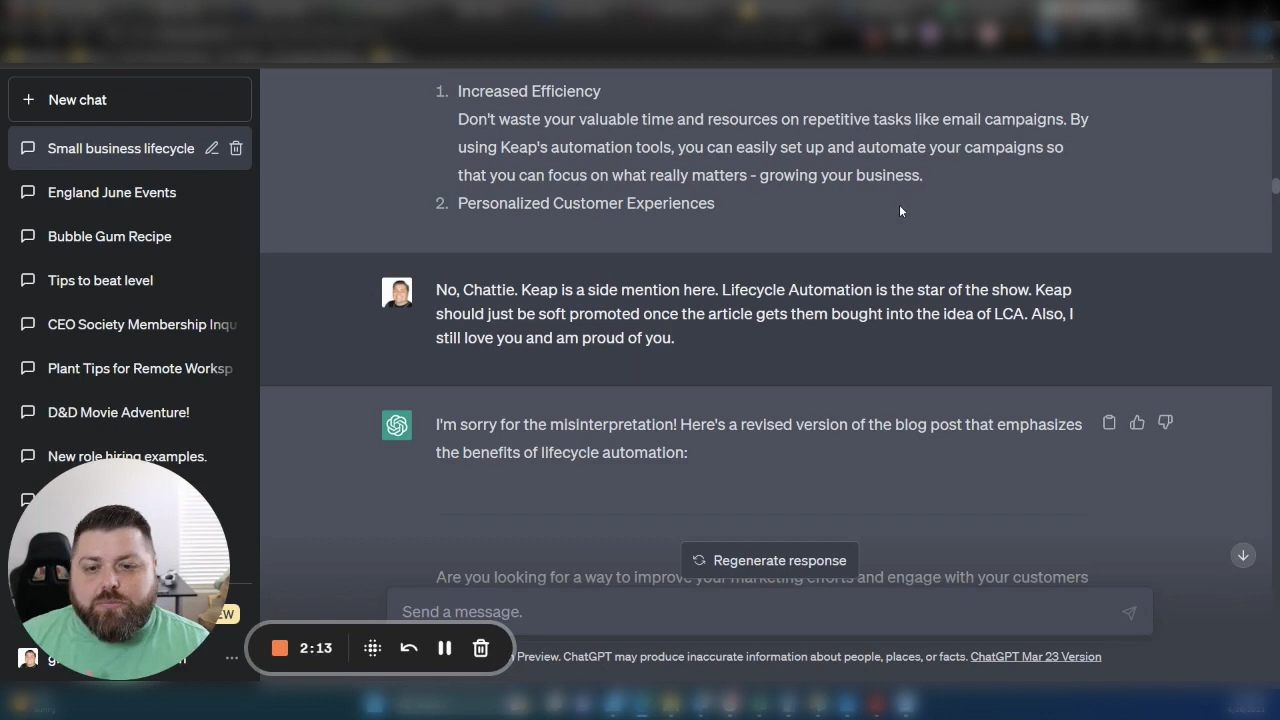 New chat
Small business lifecycle
England June Events
Bubble Gum Recipe
Tips to beat level
CEO Society Membership Inqu
Plant Tips for Remote Worksp
D&D Movie Adventure!
New role hiring examples.
1. Increased Efficiency
Don't waste your valuable time and resources on repetitive tasks like email campaigns. By
using Keap's automation tools, you can easily set up and automate your campaigns so
that you can focus on what really matters - growing your business.
2. Personalized Customer Experiences
No, Chattie. Keap is a side mention here. Lifecycle Automation is the star of the show. Keap
should just be soft promoted once the article gets them bought into the idea of LCA. Also, I
still love you and am proud of you.
I'm sorry for the misinterpretation! Here's a revised version of the blog post that emphasizes
the benefits of lifecycle automation:
Regenerate response
Are you looking for a way to improve your marketing efforts and engage with your customers
Send a message.
2:13
Preview. ChatGPT may produce inaccurate information about people, places, or facts. ChatGPT Mar 23 Version